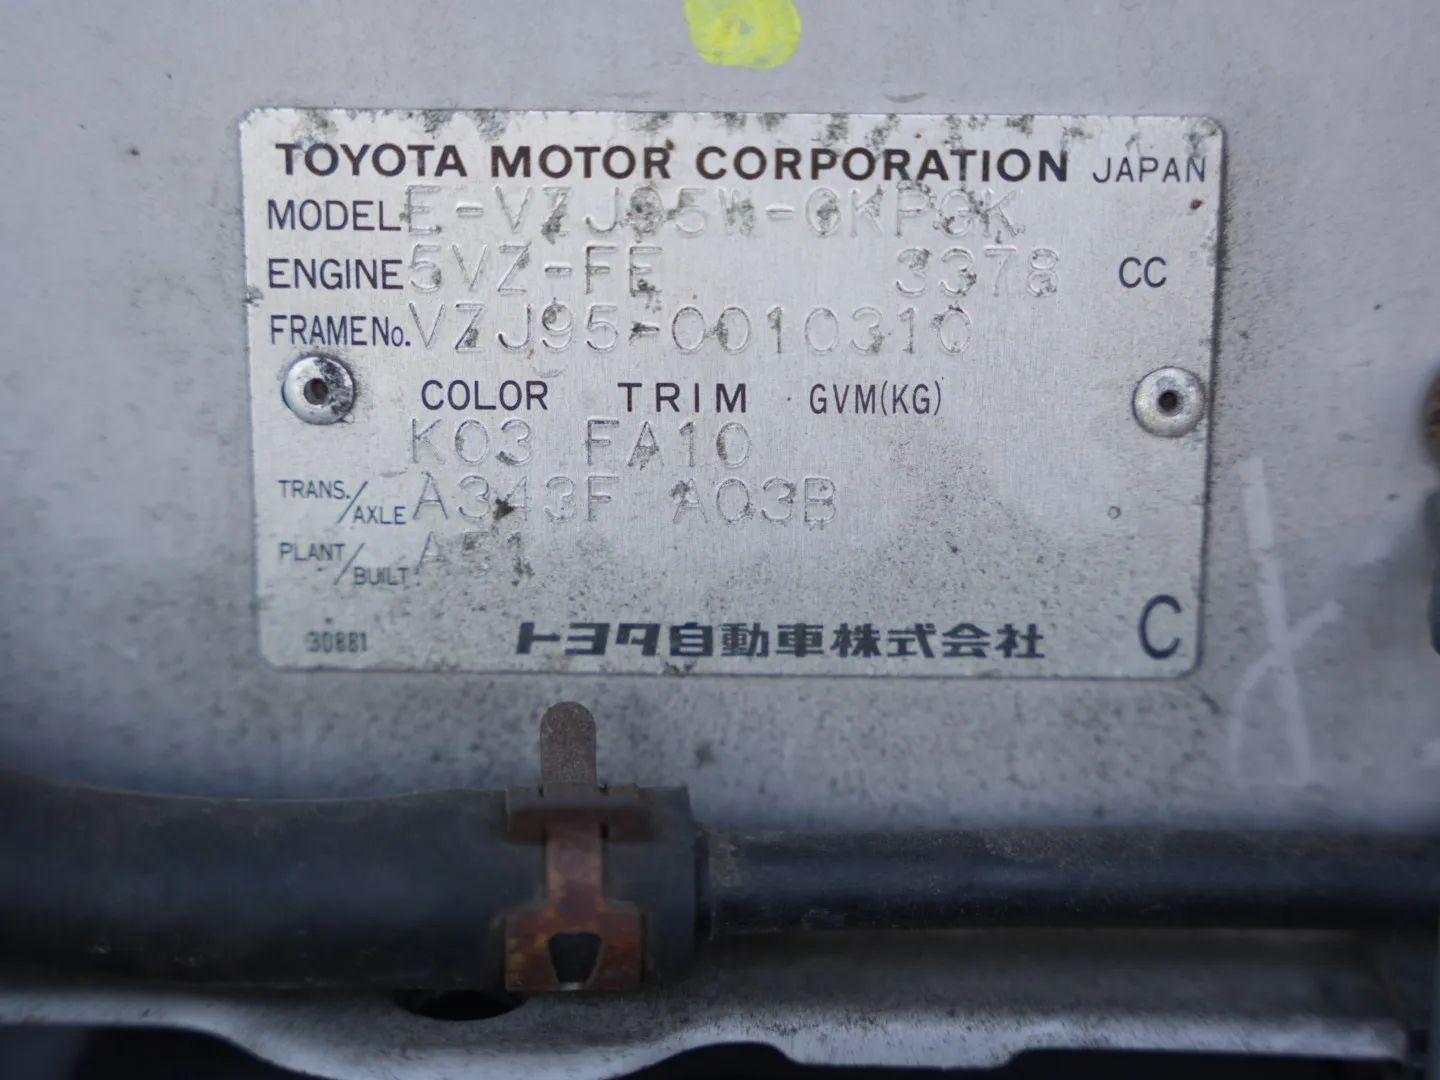 TOYOTA MOTOR CORPORATION JAPAN
MODEL E-VZJ95W-GKPGK
ENGINE 5VZ-FE 3378 CC
FRAME No. VZJ95-0010310
COLOR TRIM GVM(KG)
K03 FA10
TRANS./AXLE A343F A03B
PLANT/BUILT A51
30881 トヨタ自動車株式会社 C